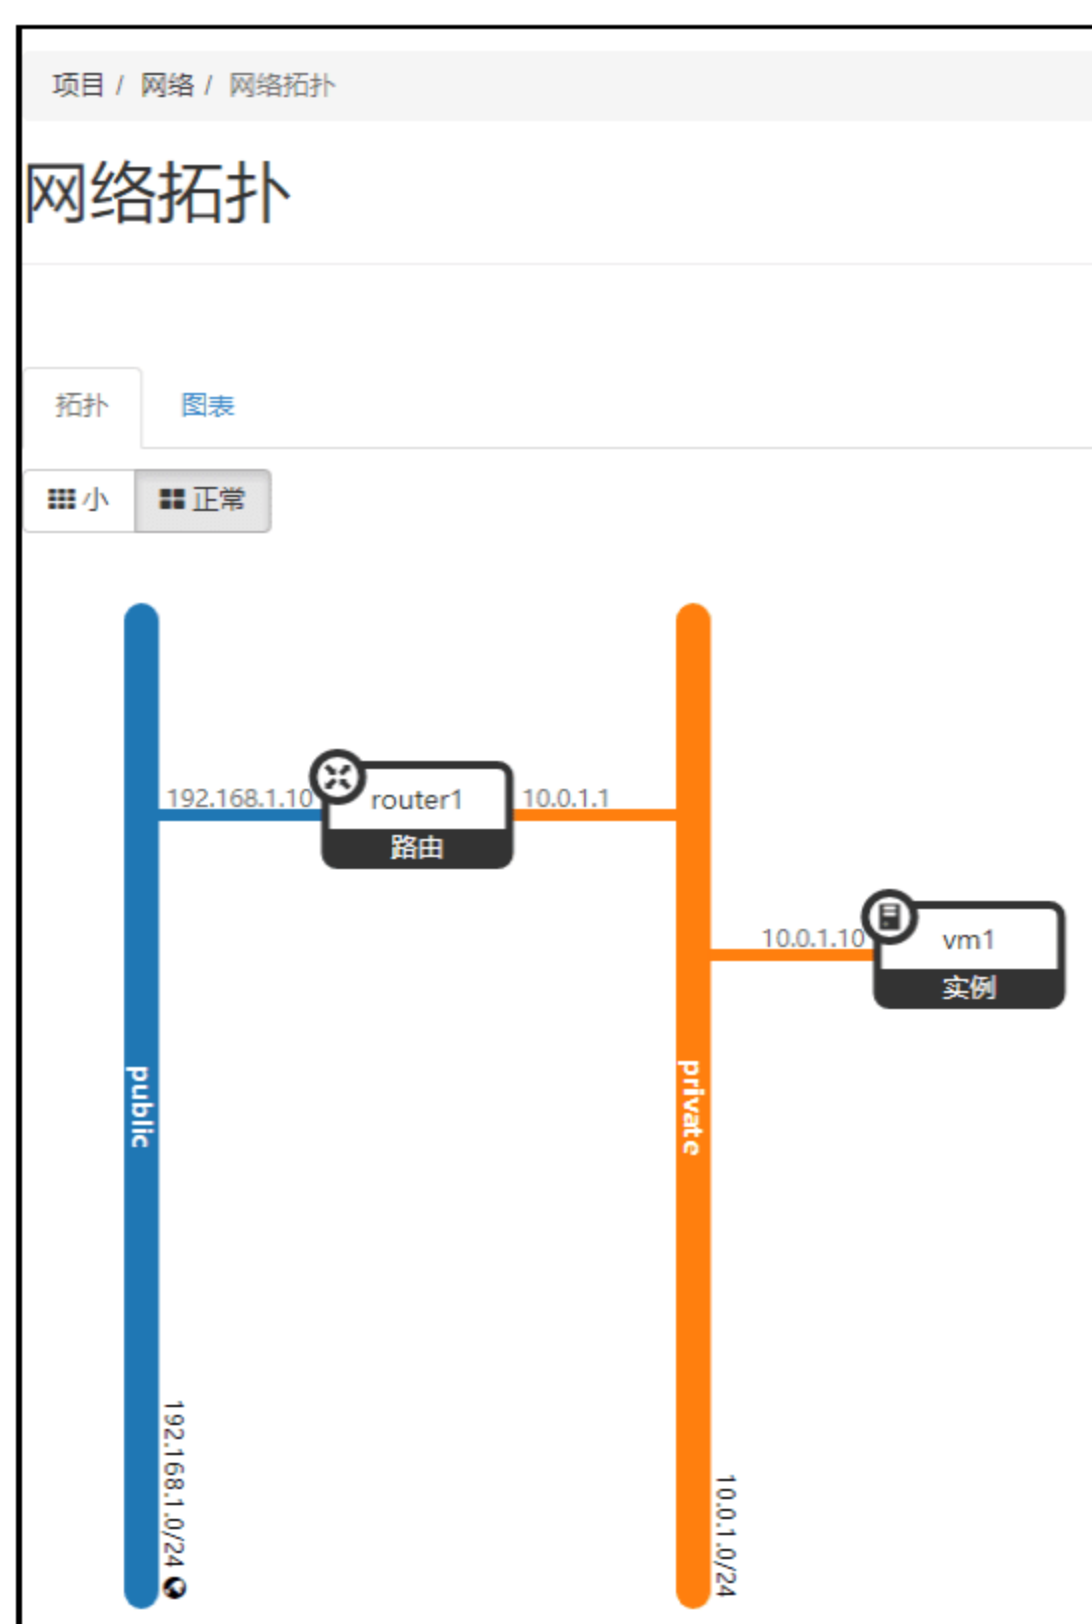 项目 / 网络 / 网络拓扑
网络拓扑
拓扑 图表
小 正常
192.168.1.10 router1 10.0.1.1
路由
10.0.1.10 vm1
实例
public
private
192.168.1.0/24
10.0.1.0/24